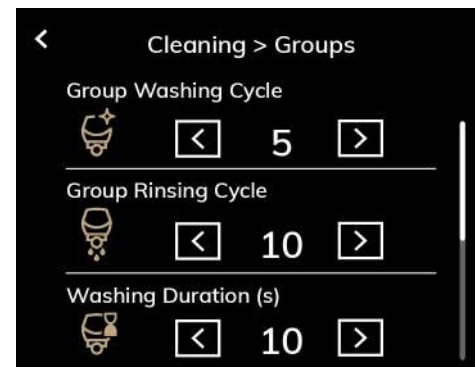 Cleaning > Groups
Group Washing Cycle
5
Group Rinsing Cycle
10
Washing Duration (s)
10